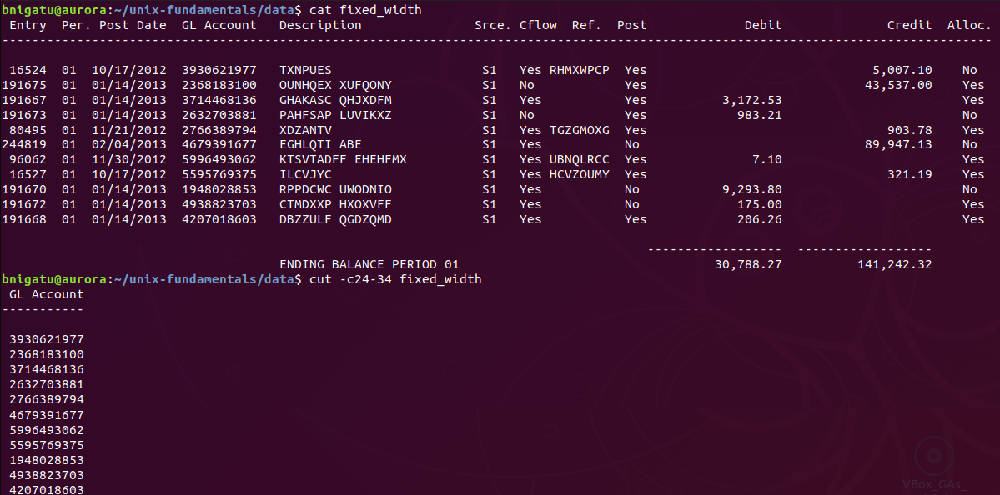 bnigatu@aurora:~/unix-fundamentals/data$ cat fixed_width
 Entry  Per. Post Date  GL Account   Description               Srce. Cflow  Ref.  Post             Debit              Credit  Alloc.
------------------------------------------------------------------------------------------------------------------------------------
 16524  01  10/17/2012  3930621977   TXNPUES                    S1   Yes RHMXWPCP  Yes                              5,007.10    No
191675  01  01/14/2013  2368183100   OUNHQEX XUFQONY            S1   No            Yes                             43,537.00    Yes
191667  01  01/14/2013  3714468136   GHAKASC QHJXDFM            S1   Yes           Yes          3,172.53                        Yes
191673  01  01/14/2013  2632703881   PAHFSAP LUVIKXZ            S1   No            Yes            983.21                        Yes
 80495  01  11/21/2012  2766389794   XDZANTV                    S1   Yes TGZGMOXG  Yes                                903.78    Yes
244819  01  02/04/2013  4679391677   EGHLQTI ABE                S1   Yes           No                              89,947.13    No
 96062  01  11/30/2012  5996493062   KTSVTADFF EHEHFMX          S1   Yes UBNQLRCC  Yes              7.10                        Yes
 16527  01  10/17/2012  5595769375   ILCVJYC                    S1   Yes HCVZOUMY  Yes                                321.19    Yes
191670  01  01/14/2013  1948028853   RPPDCWC UWODNIO            S1   Yes           No           9,293.80                        No
191672  01  01/14/2013  4938823703   CTMDXXP HXOXVFF            S1   Yes           No             175.00                        Yes
191668  01  01/14/2013  4207018603   DBZZULF QGDZQMD            S1   Yes           Yes            206.26                        Yes
                                                                                      ------------------  ------------------
                                     ENDING BALANCE PERIOD 01                                  30,788.27          141,242.32
bnigatu@aurora:~/unix-fundamentals/data$ cut -c24-34 fixed_width
 GL Account
-----------
 3930621977
 2368183100
 3714468136
 2632703881
 2766389794
 4679391677
 5996493062
 5595769375
 1948028853
 4938823703
 4207018603
VBox_GAs_